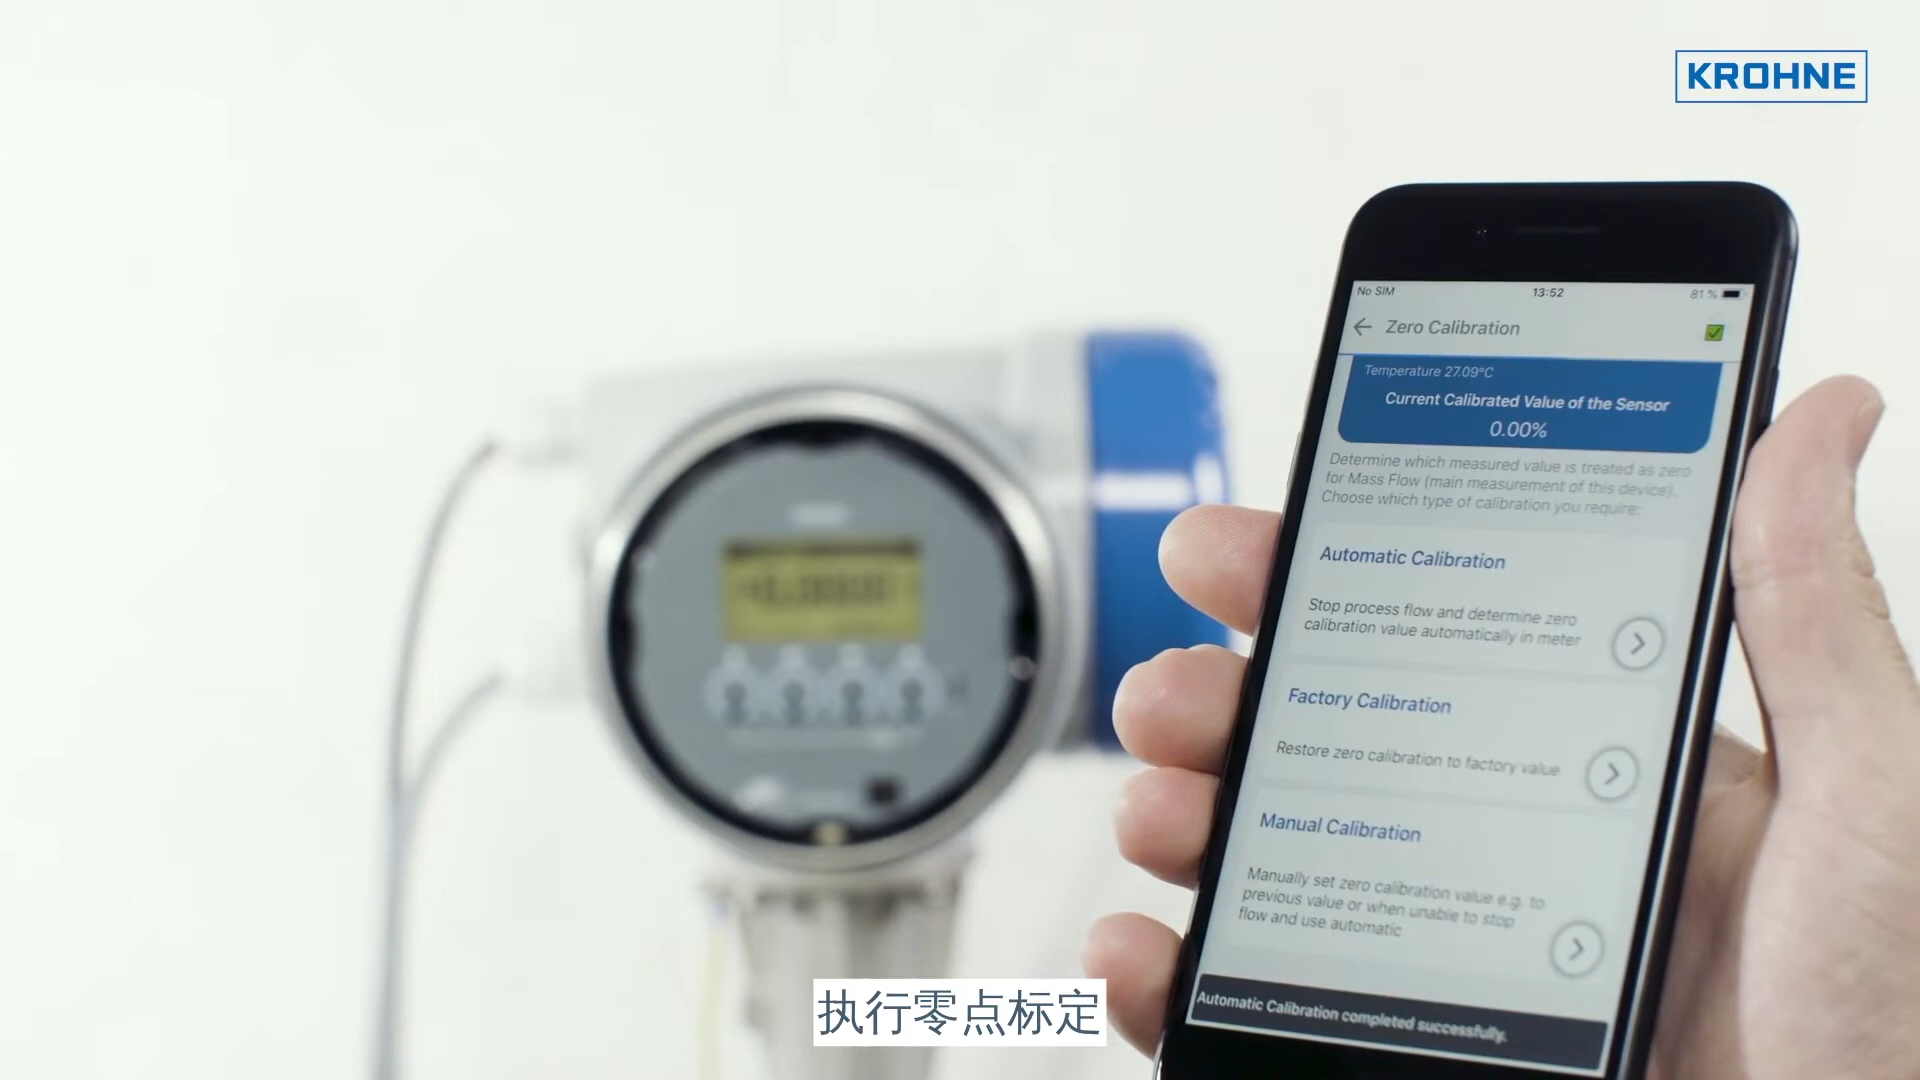 KROHNE
No SIM 13:52 81 %
Zero Calibration
Temperature 27.09°C
Current Calibrated Value of the Sensor
0.00%
Determine which measured value is treated as zero
for Mass Flow (main measurement of this device).
Choose which type of calibration you require:
Automatic Calibration
Stop process flow and determine zero
calibration value automatically in meter
Factory Calibration
Restore zero calibration to factory value
Manual Calibration
Manually set zero calibration value e.g. to
previous value or when unable to stop
flow and use automatic
Automatic Calibration completed successfully.
执行零点标定